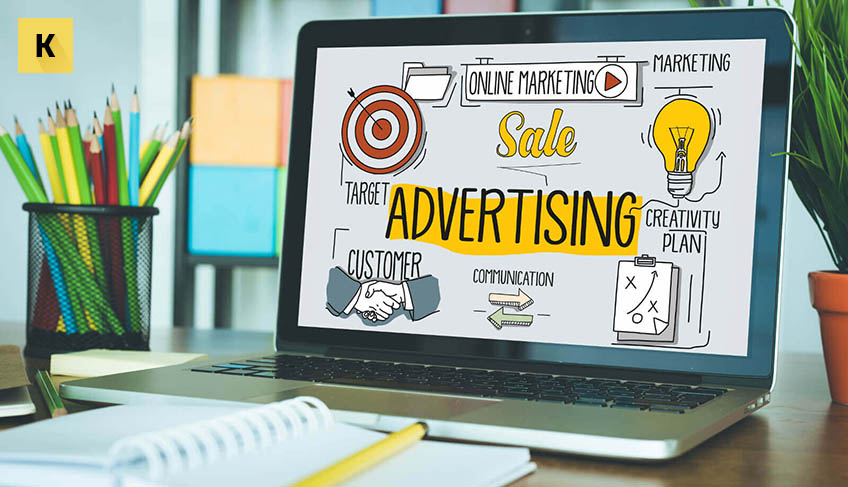 K
ONLINE MARKETING
MARKETING
Sale
TARGET
ADVERTISING
CREATIVITY
PLAN
CUSTOMER
COMMUNICATION